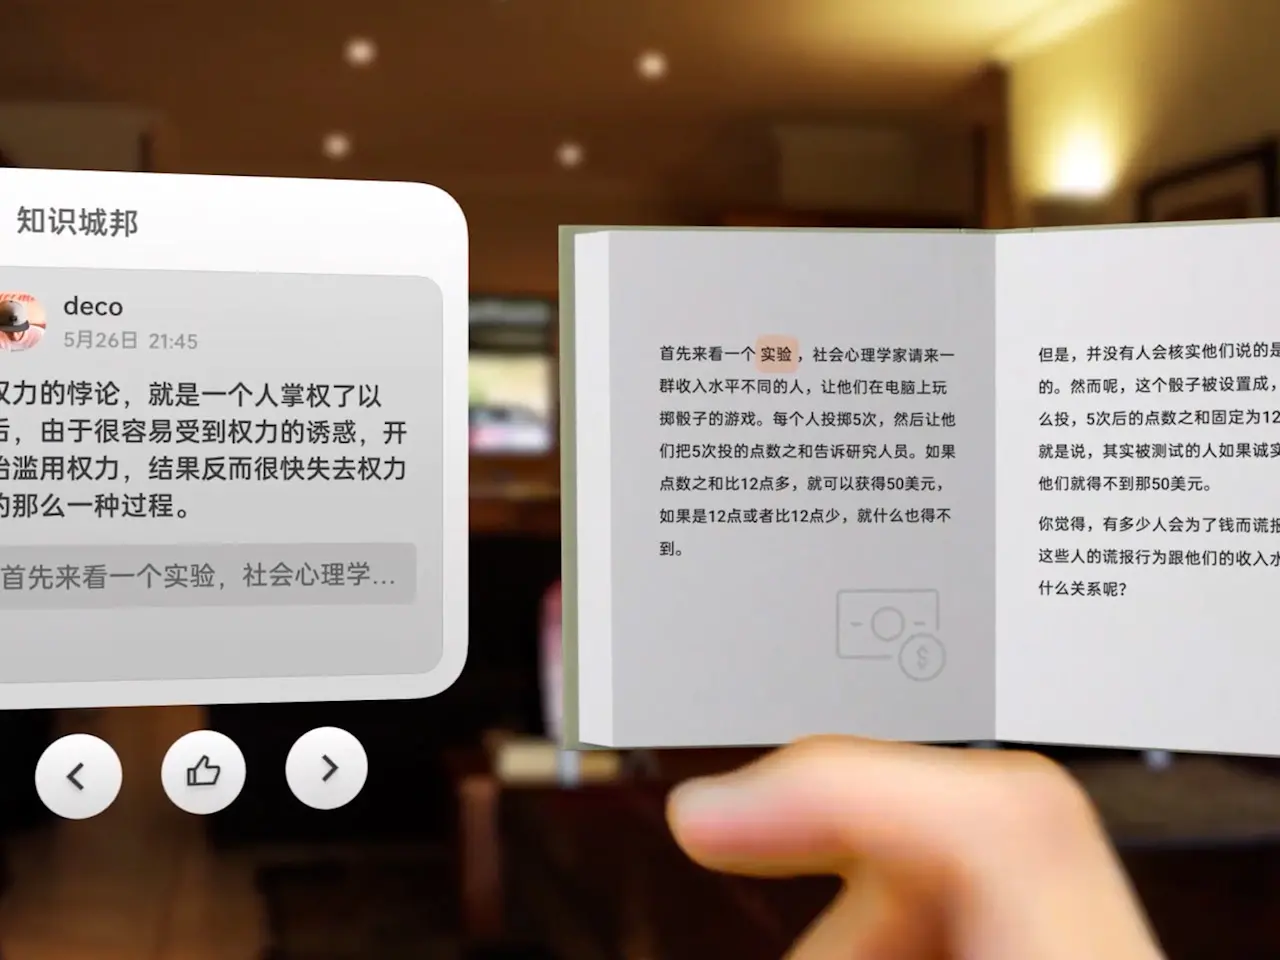 知识城邦
deco
5月26日 21:45
权力的悖论，就是一个人掌权了以
后，由于很容易受到权力的诱惑，开
始滥用权力，结果反而很快失去权力
的那么一种过程。
首先来看一个实验，社会心理学...
首先来看一个实验，社会心理学家请来一
群收入水平不同的人，让他们在电脑上玩
掷骰子的游戏。每个人投掷5次，然后让他
们把5次投的点数之和告诉研究人员。如果
点数之和比12点多，就可以获得50美元，
如果是12点或者比12点少，就什么也得不
到。
但是，并没有人会核实他们说的是
的。然而呢，这个骰子被设置成，
么投，5次后的点数之和固定为12
就是说，其实被测试的人如果诚实
他们就得不到那50美元。
你觉得，有多少人会为了钱而谎报
这些人的谎报行为跟他们的收入水
什么关系呢？